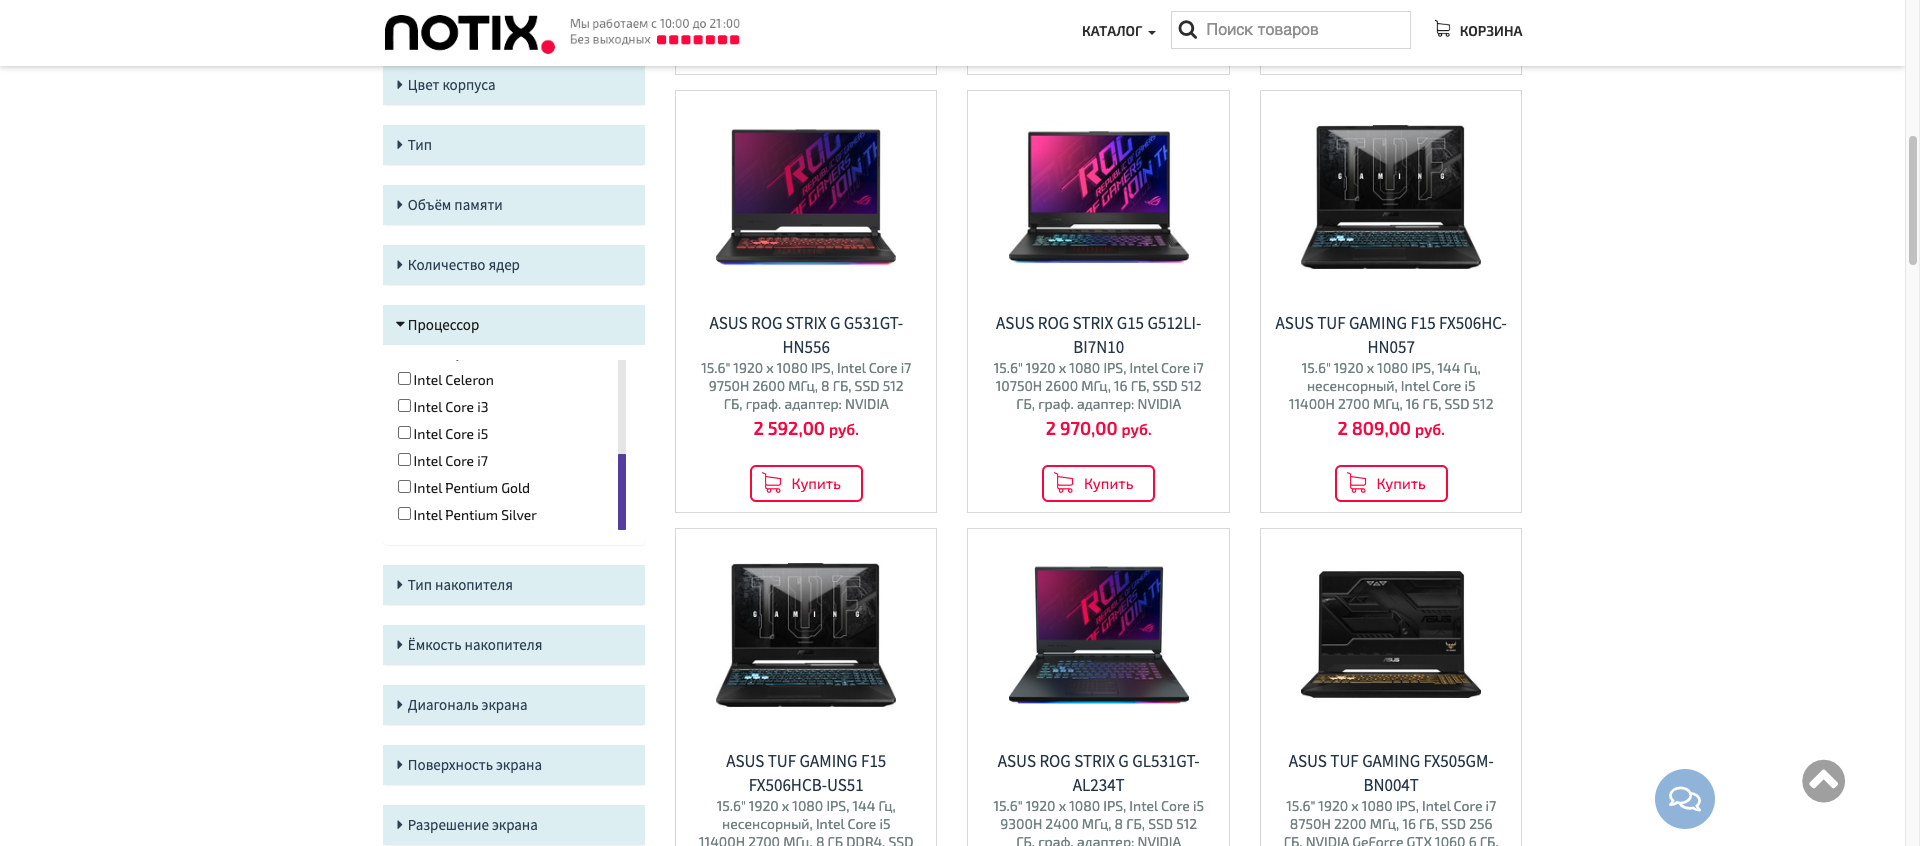 NOTIX.
Мы работаем с 10:00 до 21:00
Без выходных
КАТАЛОГ
Поиск товаров
КОРЗИНА
Цвет корпуса
Тип
Объём памяти
Количество ядер
Процессор
Intel Celeron
Intel Core i3
Intel Core i5
Intel Core i7
Intel Pentium Gold
Intel Pentium Silver
Тип накопителя
Ёмкость накопителя
Диагональ экрана
Поверхность экрана
Разрешение экрана
ASUS ROG STRIX G G531GT-
HN556
15.6" 1920 x 1080 IPS, Intel Core i7
9750H 2600 МГц, 8 ГБ, SSD 512
ГБ, граф. адаптер: NVIDIA
2 592,00 руб.
Купить
ASUS ROG STRIX G15 G512LI-
BI7N10
15.6" 1920 x 1080 IPS, Intel Core i7
10750H 2600 МГц, 16 ГБ, SSD 512
ГБ, граф. адаптер: NVIDIA
2 970,00 руб.
Купить
ASUS TUF GAMING F15 FX506HC-
HN057
15.6" 1920 x 1080 IPS, 144 Гц,
несенсорный, Intel Core i5
11400H 2700 МГц, 16 ГБ, SSD 512
2 809,00 руб.
Купить
ASUS TUF GAMING F15
FX506HCB-US51
15.6" 1920 x 1080 IPS, 144 Гц,
несенсорный, Intel Core i5
11400H 2700 МГц, 8 ГБ DDR4, SSD
ASUS ROG STRIX G GL531GT-
AL234T
15.6" 1920 x 1080 IPS, Intel Core i5
9300H 2400 МГц, 8 ГБ, SSD 512
ГБ, граф. адаптер: NVIDIA
ASUS TUF GAMING FX505GM-
BN004T
15.6" 1920 x 1080 IPS, Intel Core i7
8750H 2200 МГц, 16 ГБ, SSD 256
ГБ, NVIDIA GeForce GTX 1060 6 ГБ,